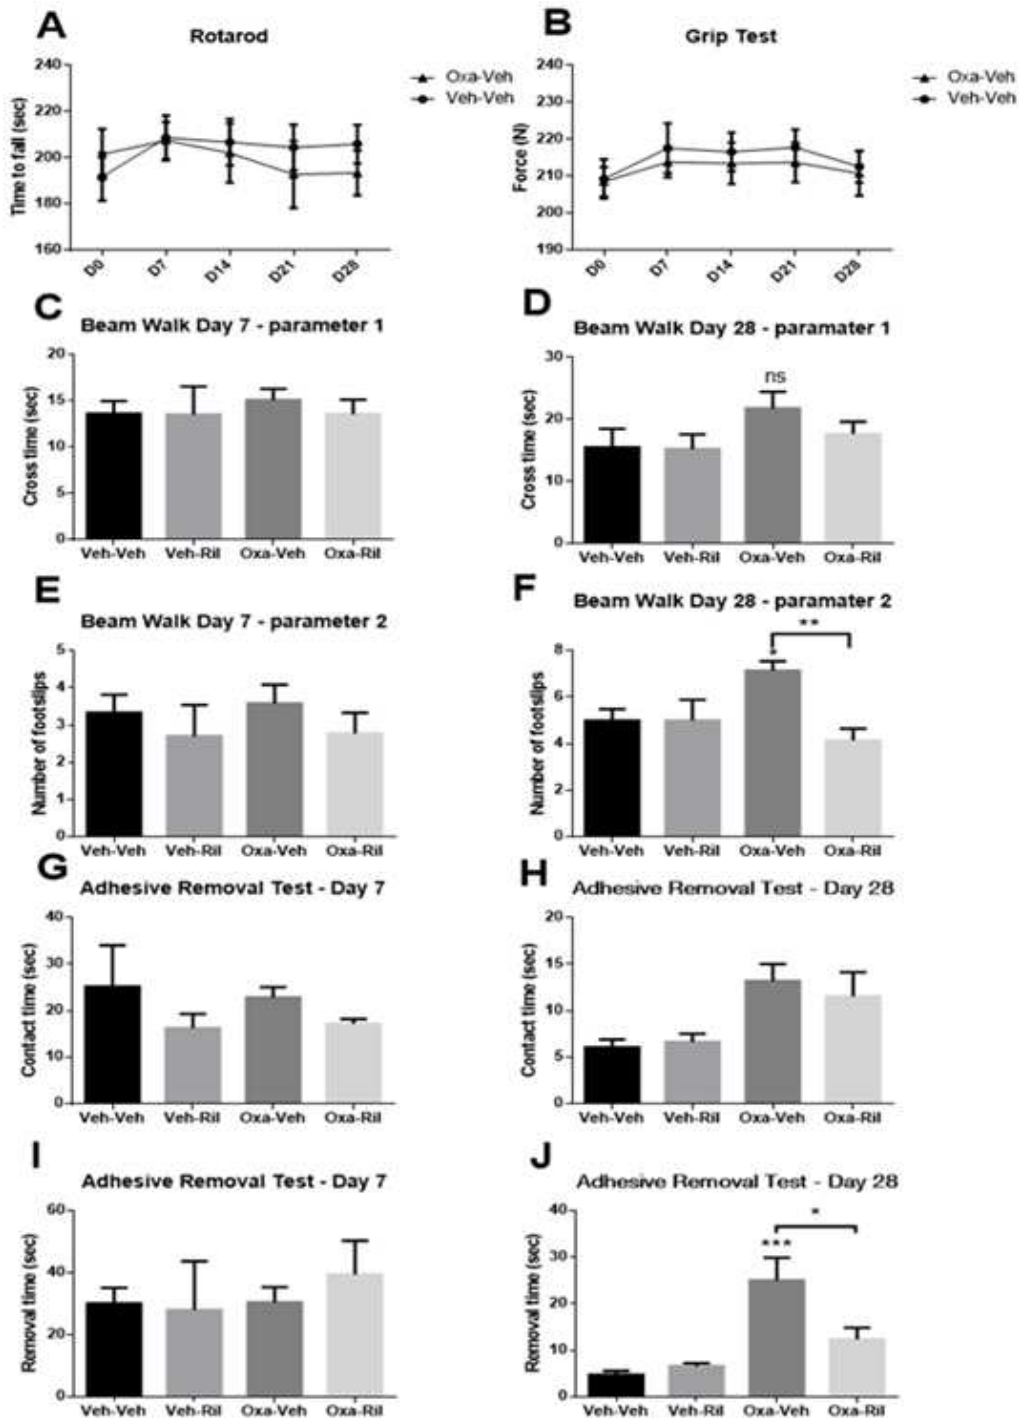 A
Rotarod
Time to fall (sec)
240
220
200
180
160
D0 D7 D14 D21 D28
Oxa-Veh
Veh-Veh
B
Grip Test
Force (N)
240
230
220
210
200
190
D0 D7 D14 D21 D28
Oxa-Veh
Veh-Veh
C
Beam Walk Day 7 - parameter 1
Cross time (sec)
20
15
10
5
0
Veh-Veh Veh-Ril Oxa-Veh Oxa-Ril
D
Beam Walk Day 28 - paramater 1
Cross time (sec)
30
20
10
0
ns
Veh-Veh Veh-Ril Oxa-Veh Oxa-Ril
E
Beam Walk Day 7 - parameter 2
Number of footslips
5
4
3
2
1
0
Veh-Veh Veh-Ril Oxa-Veh Oxa-Ril
F
Beam Walk Day 28 - paramater 2
Number of footslips
8
6
4
2
0
**
*
Veh-Veh Veh-Ril Oxa-Veh Oxa-Ril
G
Adhesive Removal Test - Day 7
Contact time (sec)
40
30
20
10
0
Veh-Veh Veh-Ril Oxa-Veh Oxa-Ril
H
Adhesive Removal Test - Day 28
Contact time (sec)
20
15
10
5
0
Veh-Veh Veh-Ril Oxa-Veh Oxa-Ril
I
Adhesive Removal Test - Day 7
Removal time (sec)
60
40
20
0
Veh-Veh Veh-Ril Oxa-Veh Oxa-Ril
J
Adhesive Removal Test - Day 28
Removal time (sec)
40
30
20
10
0
*
***
Veh-Veh Veh-Ril Oxa-Veh Oxa-Ril